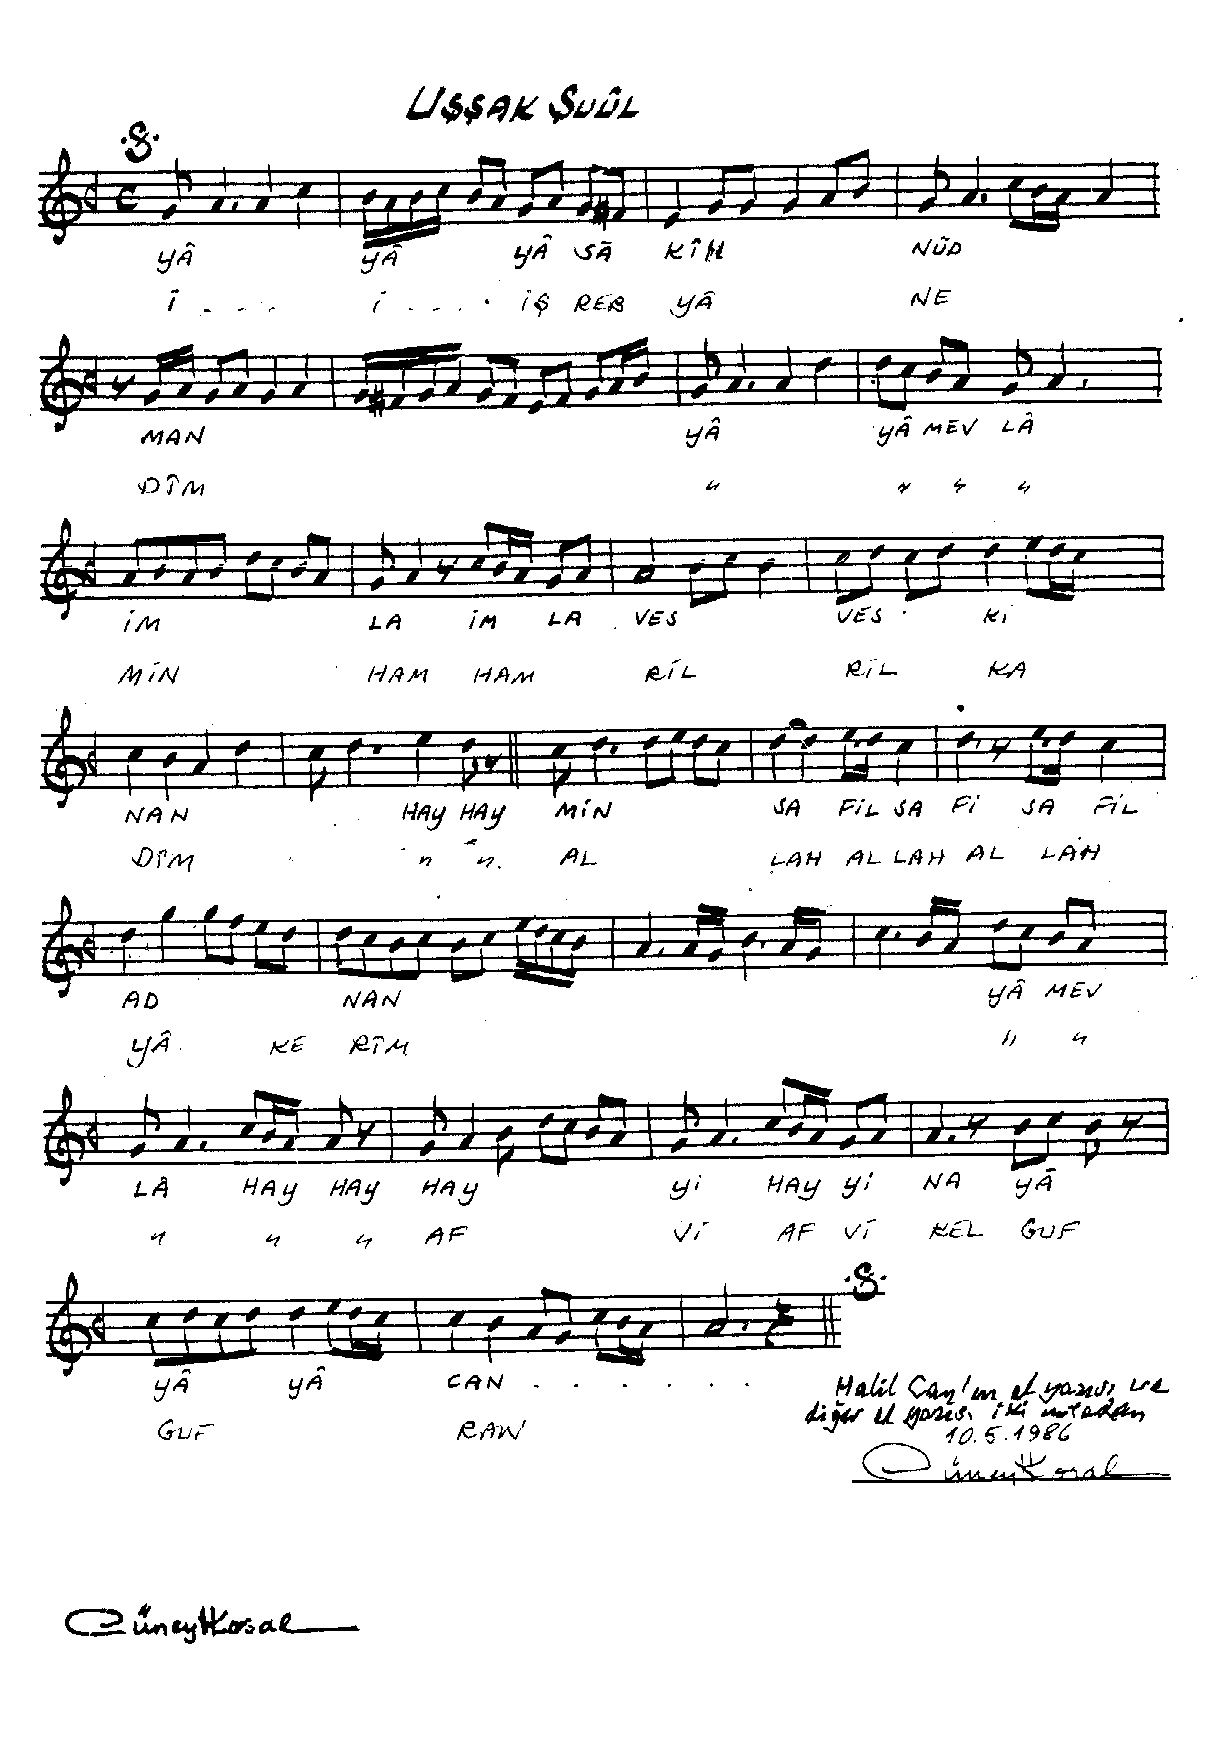 UŞŞAK ŞUÛL
YÂ YÂ YÂ SÂ KÎN NÛD
İ . . . . İ . . . . İŞ REB YÂ NE
MAN YÂ YÂ MEV LÂ
DÎM " " " "
İM LA İM LA VES VES Kİ
MİN HAM HAM RİL RİL KA
NAN HAY HAY MİN SA FİL SA Fİ SA FİL
DÎM " " AL LAH AL LAH AL LAH
AD NAN YÂ MEV
YÂ KE RÎM " "
LÂ HAY HAY HAY Yİ HAY Yİ NA YÂ
" " " AF Vİ AF Vİ KEL GUF
YÂ YÂ CAN . . . . . .
GUF RAN
Halil Can'ın el yazısı ve
diğer el yazısı iki notadan
10.5.1986
Cüneyt Kosal
Cüneyt Kosal